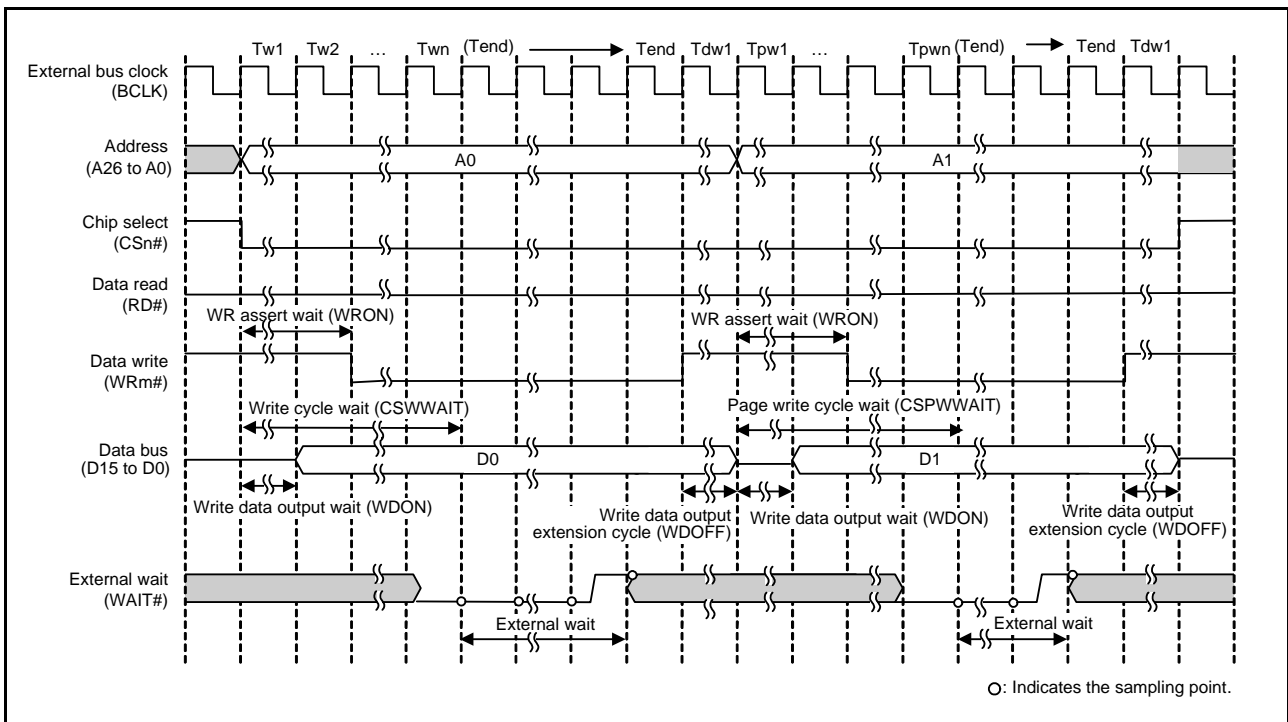 Tw1 Tw2 … Twn (Tend) Tend Tdw1 Tpw1 … Tpwn (Tend) Tend Tdw1
External bus clock
(BCLK)
Address
(A26 to A0)
A0 A1
Chip select
(CSn#)
Data read
(RD#)
WR assert wait (WRON) WR assert wait (WRON)
Data write
(WRm#)
Write cycle wait (CSWWAIT) Page write cycle wait (CSPWWAIT)
Data bus
(D15 to D0)
D0 D1
Write data output wait (WDON) Write data output
extension cycle (WDOFF)
Write data output wait (WDON) Write data output
extension cycle (WDOFF)
External wait
(WAIT#)
External wait External wait
O: Indicates the sampling point.